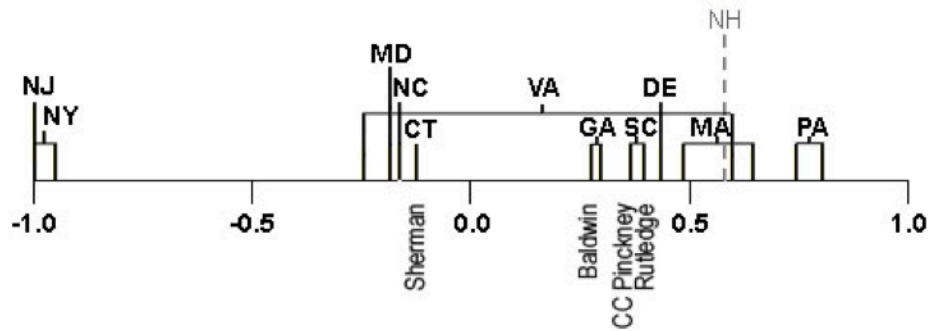 NH
MD
NJ
NC
VA
DE
NY
CT
GA
SC
MA
PA
-1.0
-0.5
0.0
0.5
1.0
Sherman
Baldwin
CC Pinckney
Rutledge